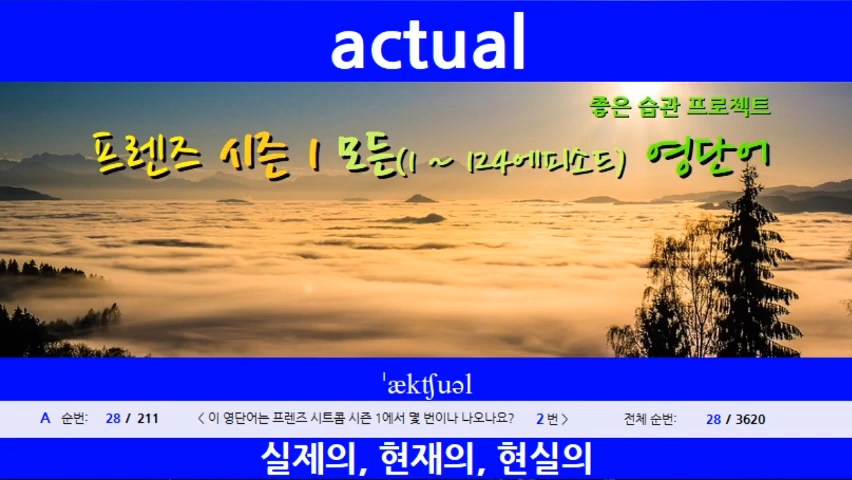 actual
좋은 습관 프로젝트
프렌즈 시즌 1 모든(1 ~ 124에피소드) 영단어
ˈæktʃuəl
A 순번: 28 / 211 < 이 영단어는 프렌즈 시트콤 시즌 1에서 몇 번이나 나오나요? 2 번 > 전체 순번: 28 / 3620
실제의, 현재의, 현실의